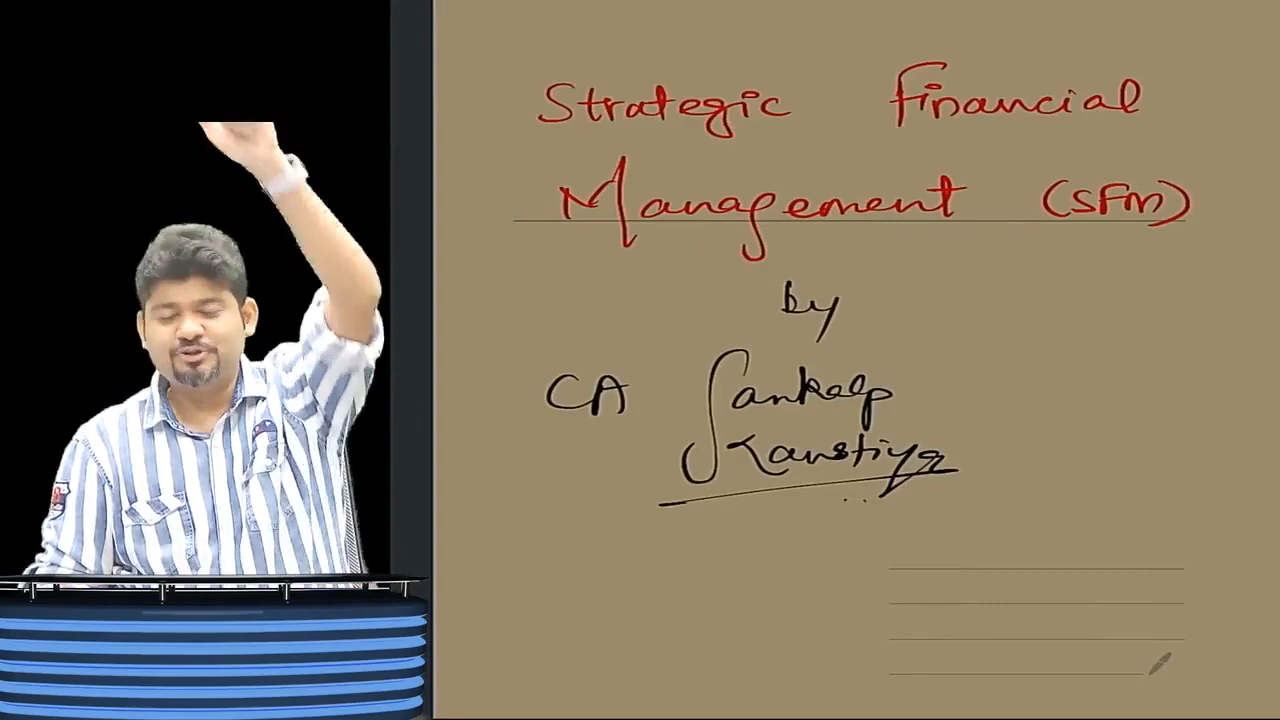 Strategic Financial
Management (SFM)
by
CA Sankalp
Kanstiya